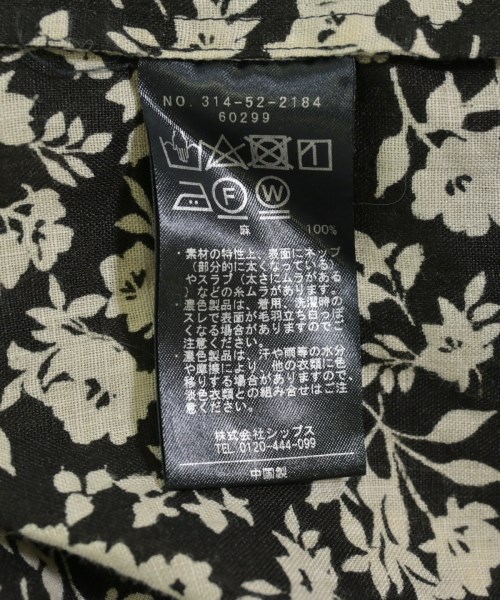 NO. 314-52-2184
60299
麻 100%
・素材の特性上、表面にネップ
(部分的に太くなっている)
やスラブ(太さにムラがある
)などの糸ムラがあります。
・濃色製品は、着用、洗濯時の
スレで表面が毛羽立ち白っぽ
くなる場合がありますのでご
注意ください。
・濃色製品は、汗や雨等の水分
や摩擦により、他の衣類に色
移りする場合がありますので、
淡色衣類との組み合せはご注
意ください。
株式会社シップス
TEL 0120-444-099
中国製